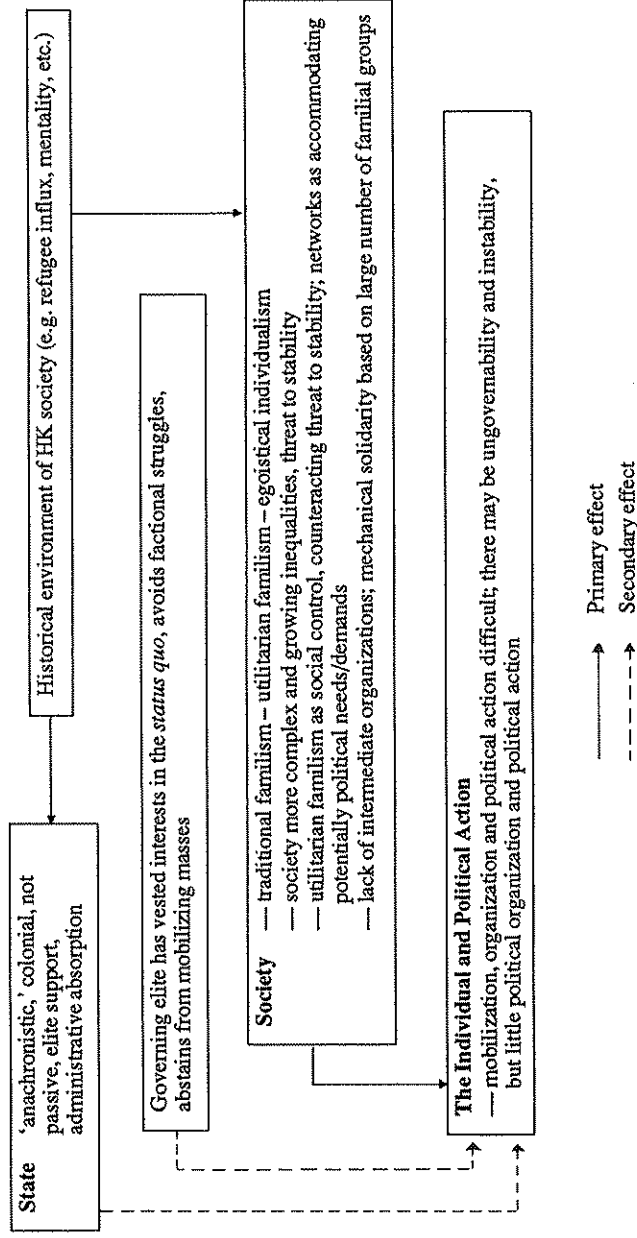 Historical environment of HK society (e.g. refugee influx, mentality, etc.)
State ‘anachronistic,’ colonial, not
passive, elite support,
administrative absorption
Governing elite has vested interests in the status quo, avoids factional struggles,
abstains from mobilizing masses
Society — traditional familism – utilitarian familism – egoistical individualism
— society more complex and growing inequalities, threat to stability
— utilitarian familism as social control, counteracting threat to stability; networks as accommodating
potentially political needs/demands
— lack of intermediate organizations; mechanical solidarity based on large number of familial groups
The Individual and Political Action
— mobilization, organization and political action difficult; there may be ungovernability and instability,
but little political organization and political action
Primary effect
Secondary effect